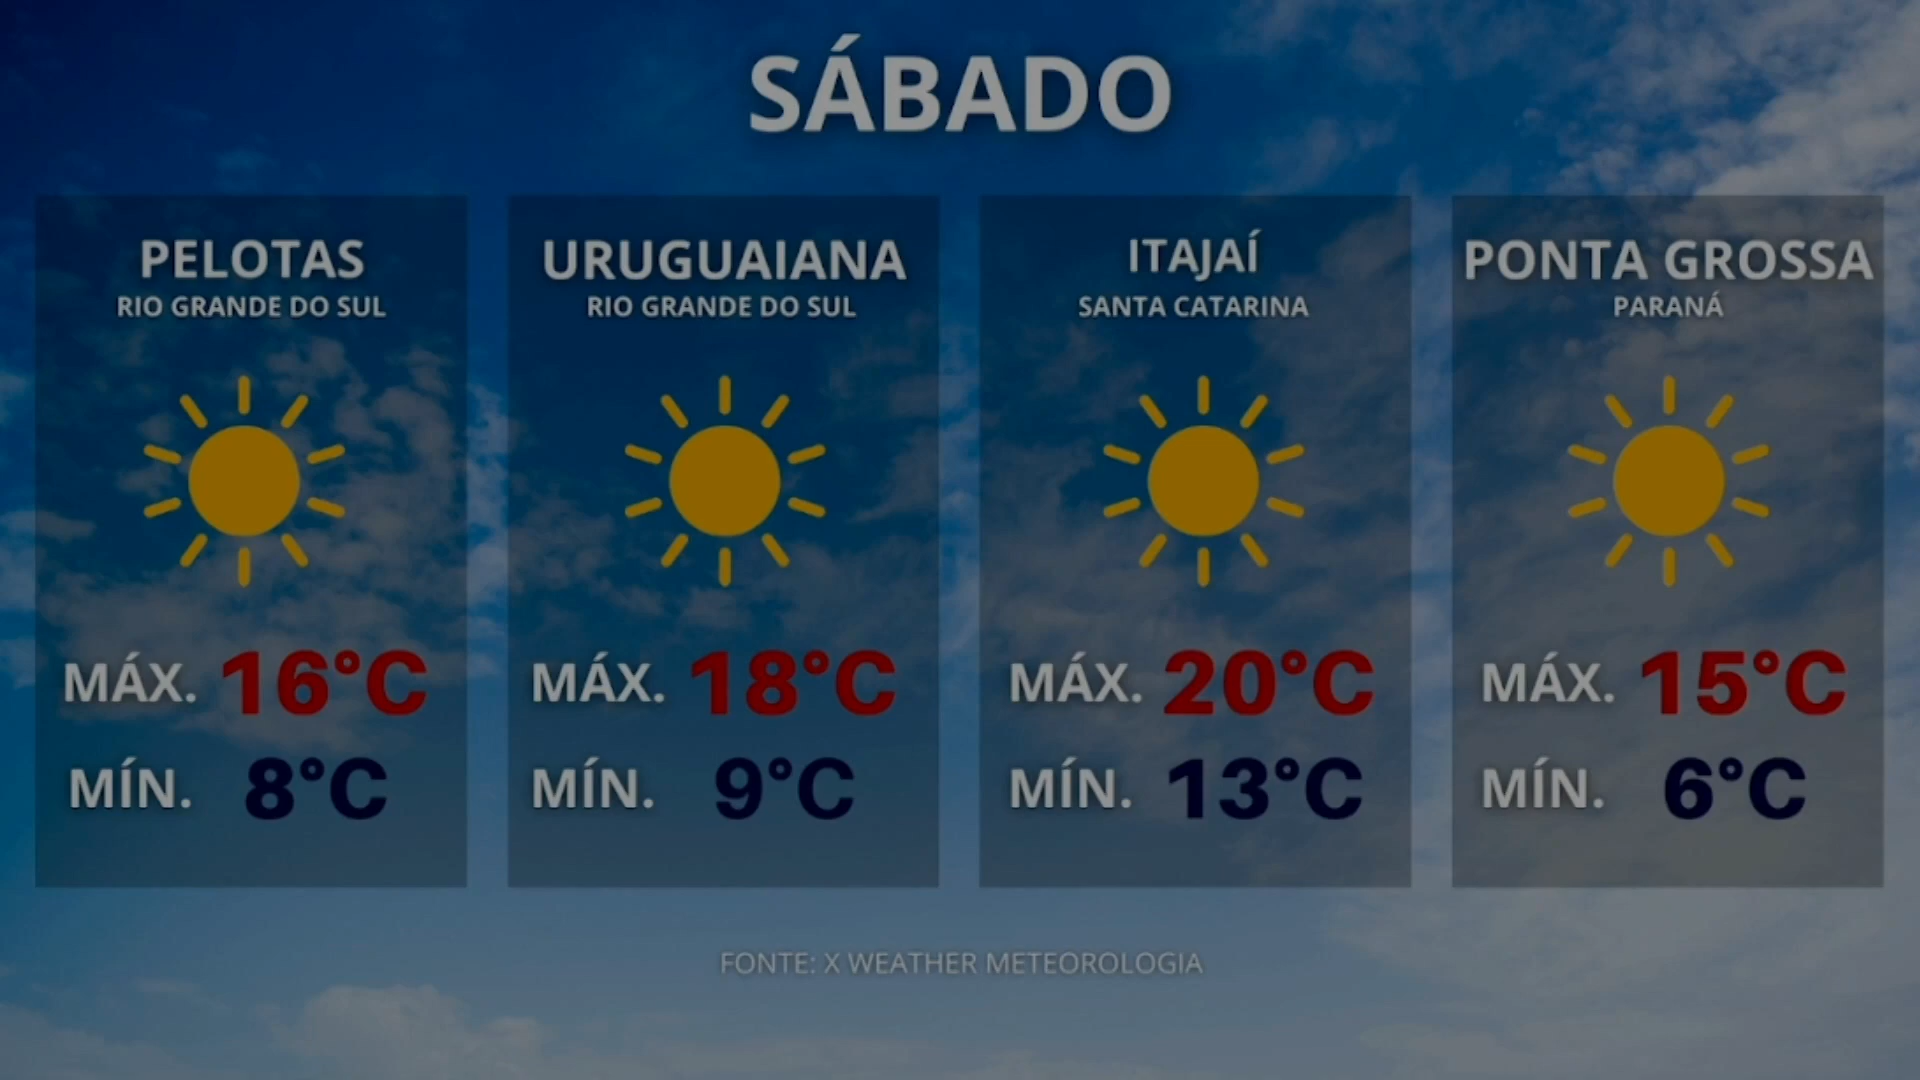 SÁBADO
PELOTAS
RIO GRANDE DO SUL
MÁX. 16°C
MÍN. 8°C
URUGUAIANA
RIO GRANDE DO SUL
MÁX. 18°C
MÍN. 9°C
ITAJAÍ
SANTA CATARINA
MÁX. 20°C
MÍN. 13°C
PONTA GROSSA
PARANÁ
MÁX. 15°C
MÍN. 6°C
FONTE: X WEATHER METEOROLOGIA